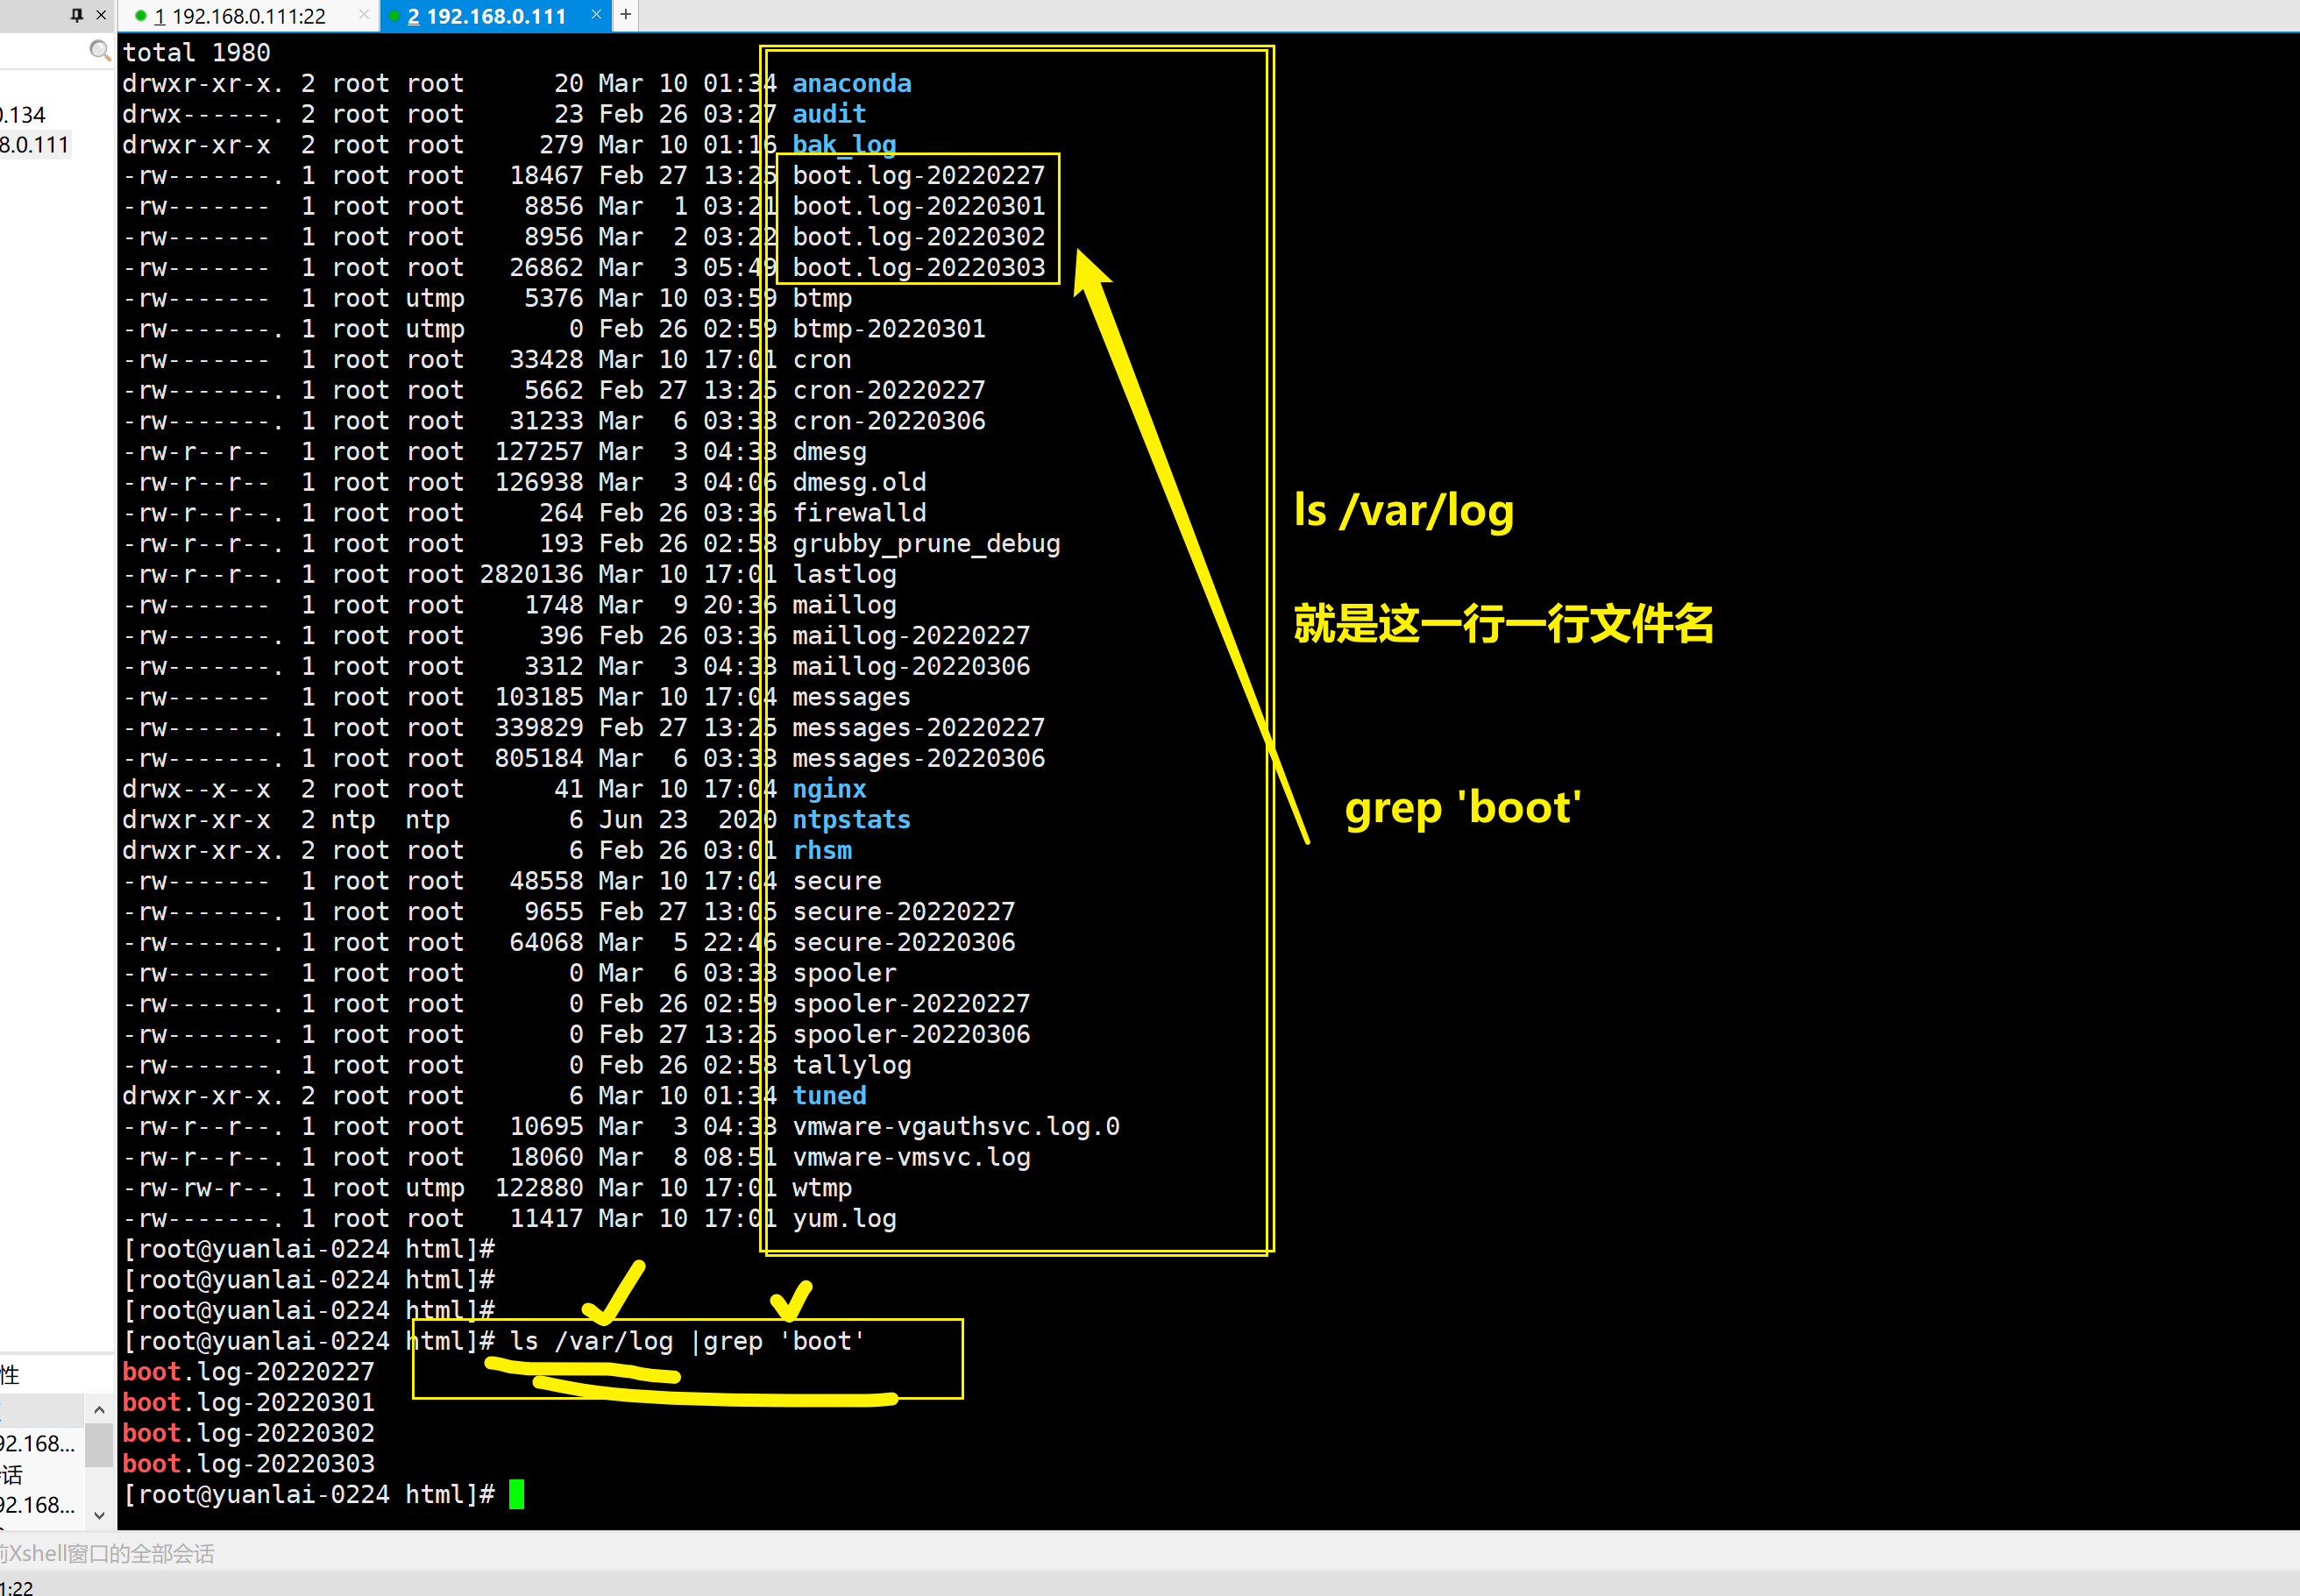 1 192.168.0.111:22
2 192.168.0.111
+
0.134
8.0.111
total 1980
drwxr-xr-x. 2 root root      20 Mar 10 01:34 anaconda
drwx------. 2 root root      23 Feb 26 03:27 audit
drwxr-xr-x  2 root root     279 Mar 10 01:16 bak_log
-rw-------. 1 root root   18467 Feb 27 13:25 boot.log-20220227
-rw-------  1 root root    8856 Mar  1 03:21 boot.log-20220301
-rw-------  1 root root    8956 Mar  2 03:22 boot.log-20220302
-rw-------  1 root root   26862 Mar  3 05:49 boot.log-20220303
-rw-------  1 root utmp    5376 Mar 10 03:59 btmp
-rw-------. 1 root utmp       0 Feb 26 02:59 btmp-20220301
-rw-------  1 root root   33428 Mar 10 17:01 cron
-rw-------. 1 root root    5662 Feb 27 13:25 cron-20220227
-rw-------. 1 root root   31233 Mar  6 03:33 cron-20220306
-rw-r--r--  1 root root  127257 Mar  3 04:33 dmesg
-rw-r--r--  1 root root  126938 Mar  3 04:06 dmesg.old
-rw-r--r--. 1 root root     264 Feb 26 03:36 firewalld
-rw-r--r--. 1 root root     193 Feb 26 02:58 grubby_prune_debug
-rw-r--r--. 1 root root 2820136 Mar 10 17:01 lastlog
-rw-------  1 root root    1748 Mar  9 20:36 maillog
-rw-------. 1 root root     396 Feb 26 03:36 maillog-20220227
-rw-------. 1 root root    3312 Mar  3 04:33 maillog-20220306
-rw-------  1 root root  103185 Mar 10 17:04 messages
-rw-------. 1 root root  339829 Feb 27 13:25 messages-20220227
-rw-------. 1 root root  805184 Mar  6 03:33 messages-20220306
drwx--x--x  2 root root      41 Mar 10 17:04 nginx
drwxr-xr-x  2 ntp  ntp        6 Jun 23  2020 ntpstats
drwxr-xr-x. 2 root root       6 Feb 26 03:01 rhsm
-rw-------  1 root root   48558 Mar 10 17:04 secure
-rw-------. 1 root root    9655 Feb 27 13:05 secure-20220227
-rw-------. 1 root root   64068 Mar  5 22:46 secure-20220306
-rw-------  1 root root       0 Mar  6 03:33 spooler
-rw-------. 1 root root       0 Feb 26 02:59 spooler-20220227
-rw-------. 1 root root       0 Feb 27 13:25 spooler-20220306
-rw-------. 1 root root       0 Feb 26 02:58 tallylog
drwxr-xr-x. 2 root root       6 Mar 10 01:34 tuned
-rw-r--r--. 1 root root   10695 Mar  3 04:33 vmware-vgauthsvc.log.0
-rw-r--r--. 1 root root   18060 Mar  8 08:51 vmware-vmsvc.log
-rw-rw-r--. 1 root utmp  122880 Mar 10 17:01 wtmp
-rw-------. 1 root root   11417 Mar 10 17:01 yum.log
[root@yuanlai-0224 html]#
[root@yuanlai-0224 html]#
[root@yuanlai-0224 html]#
[root@yuanlai-0224 html]# ls /var/log |grep 'boot'
boot.log-20220227
boot.log-20220301
boot.log-20220302
boot.log-20220303
[root@yuanlai-0224 html]#
ls /var/log
就是这一行一行文件名
grep 'boot'
性
92.168...
话
92.168...
前Xshell窗口的全部会话
1:22